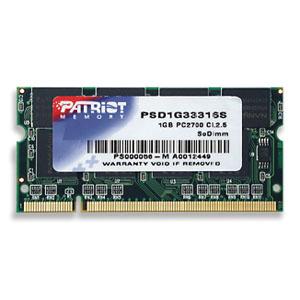 PATRIOT
MEMORY
PSD1G33316S
1GB PC2700 CL2.5
SoDimm
PS000056 – M A0012449
WARRANTY VOID IF REMOVED